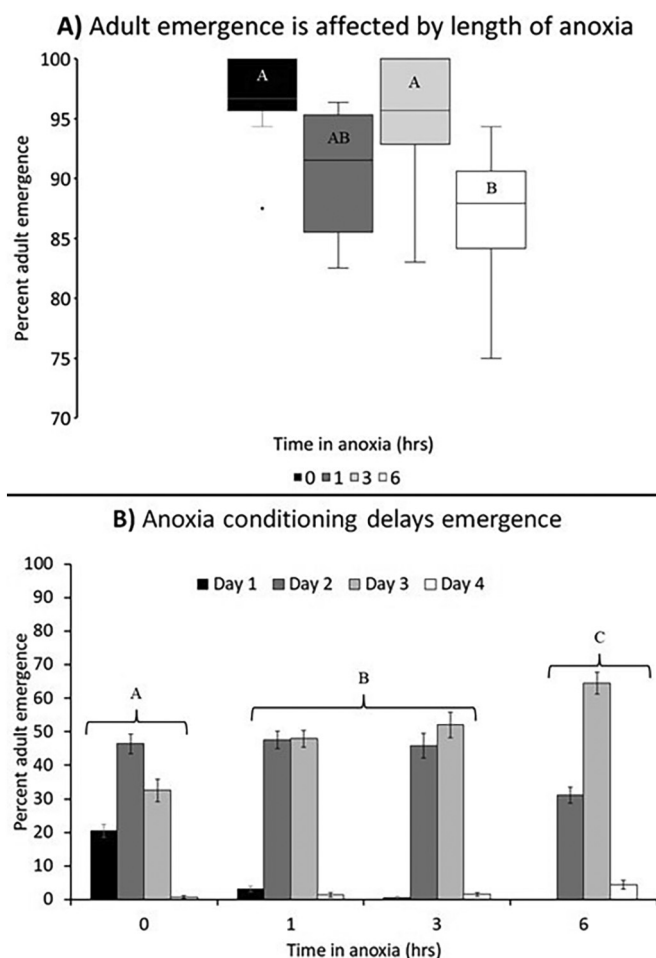 A) Adult emergence is affected by length of anoxia
Percent adult emergence
100
95
90
85
80
75
70
A
AB
A
B
Time in anoxia (hrs)
0 1 3 6
B) Anoxia conditioning delays emergence
Percent adult emergence
100
90
80
70
60
50
40
30
20
10
0
Day 1 Day 2 Day 3 Day 4
A
B
C
0 1 3 6
Time in anoxia (hrs)